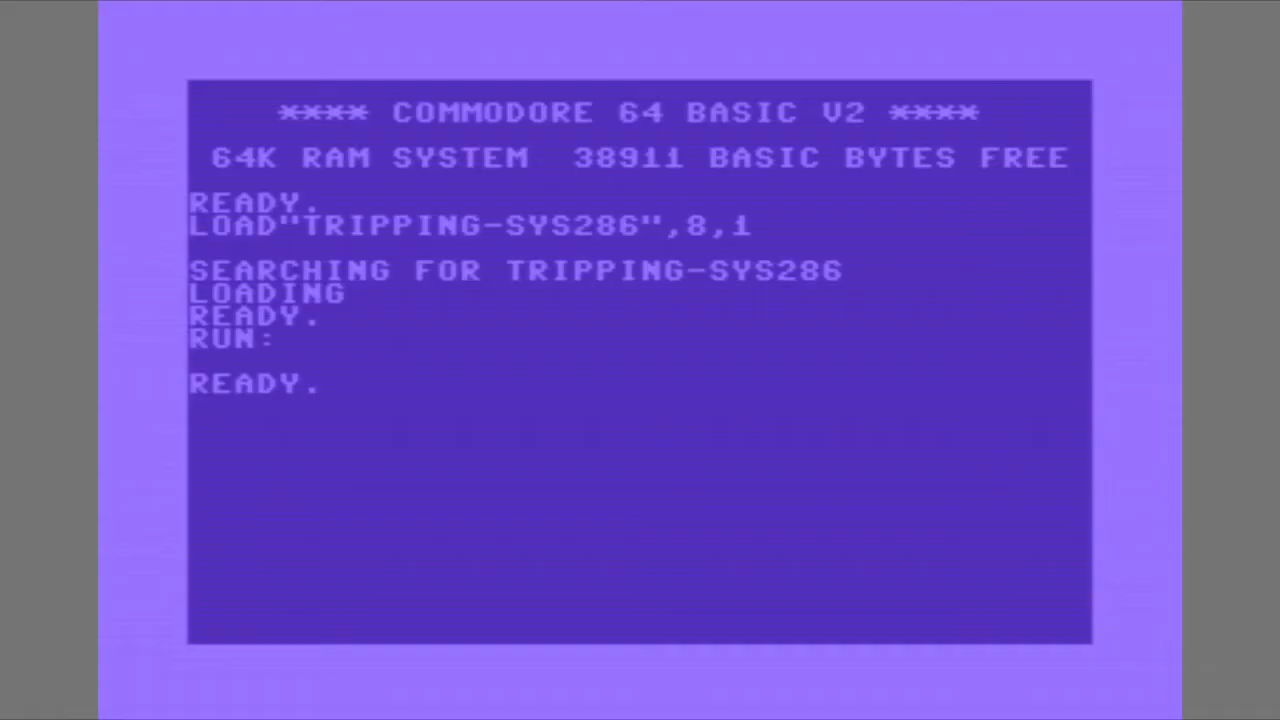 **** COMMODORE 64 BASIC V2 ****
64K RAM SYSTEM  38911 BASIC BYTES FREE
READY.
LOAD"TRIPPING-SYS286",8,1
SEARCHING FOR TRIPPING-SYS286
LOADING
READY.
RUN:
READY.